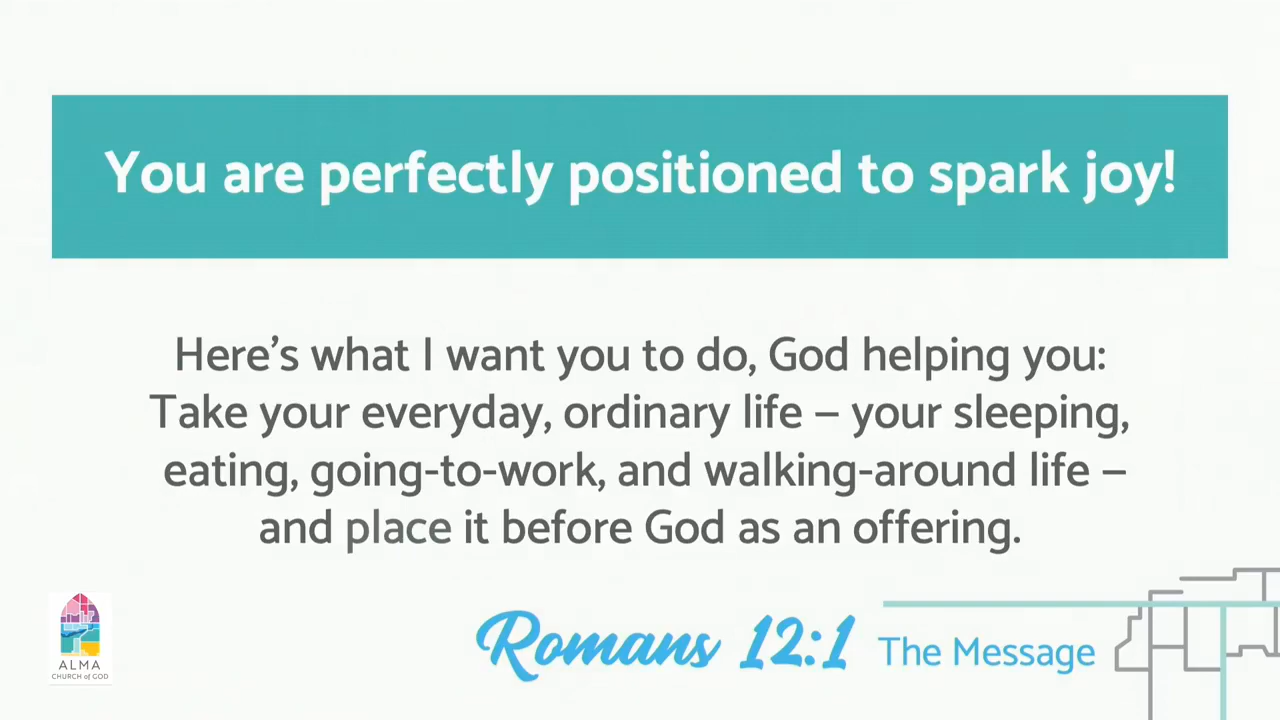 You are perfectly positioned to spark joy!
Here’s what I want you to do, God helping you:
Take your everyday, ordinary life – your sleeping,
eating, going-to-work, and walking-around life –
and place it before God as an offering.
Romans 12:1 The Message
ALMA
CHURCH of GOD